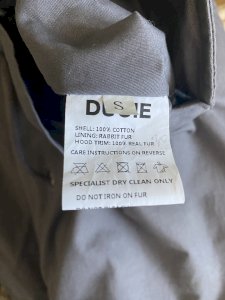 S
SHELL: 100% COTTON
LINING: RABBIT FUR
HOOD TRIM: 100% REAL FUR
CARE INSTRUCTIONS ON REVERSE
SPECIALIST DRY CLEAN ONLY
DO NOT IRON ON FUR